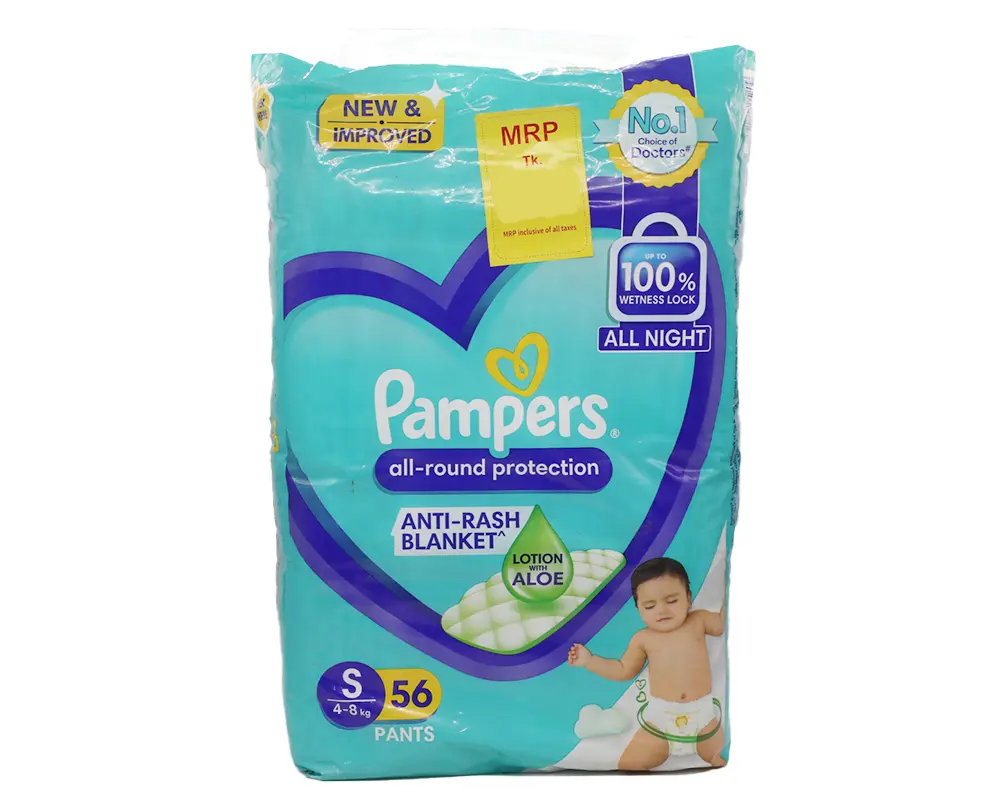 NEW &
IMPROVED
MRP
Tk.
MRP inclusive of all taxes
No.1
Choice of
Doctors#
UP TO
100%
WETNESS LOCK
ALL NIGHT
Pampers®
all-round protection
ANTI-RASH
BLANKET^
LOTION
WITH
ALOE
S
4-8 kg
56
PANTS